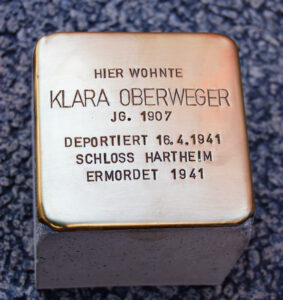 HIER WOHNTE
KLARA OBERWEGER
JG. 1907
DEPORTIERT 16.4.1941
SCHLOSS HARTHEIM
ERMORDET 1941